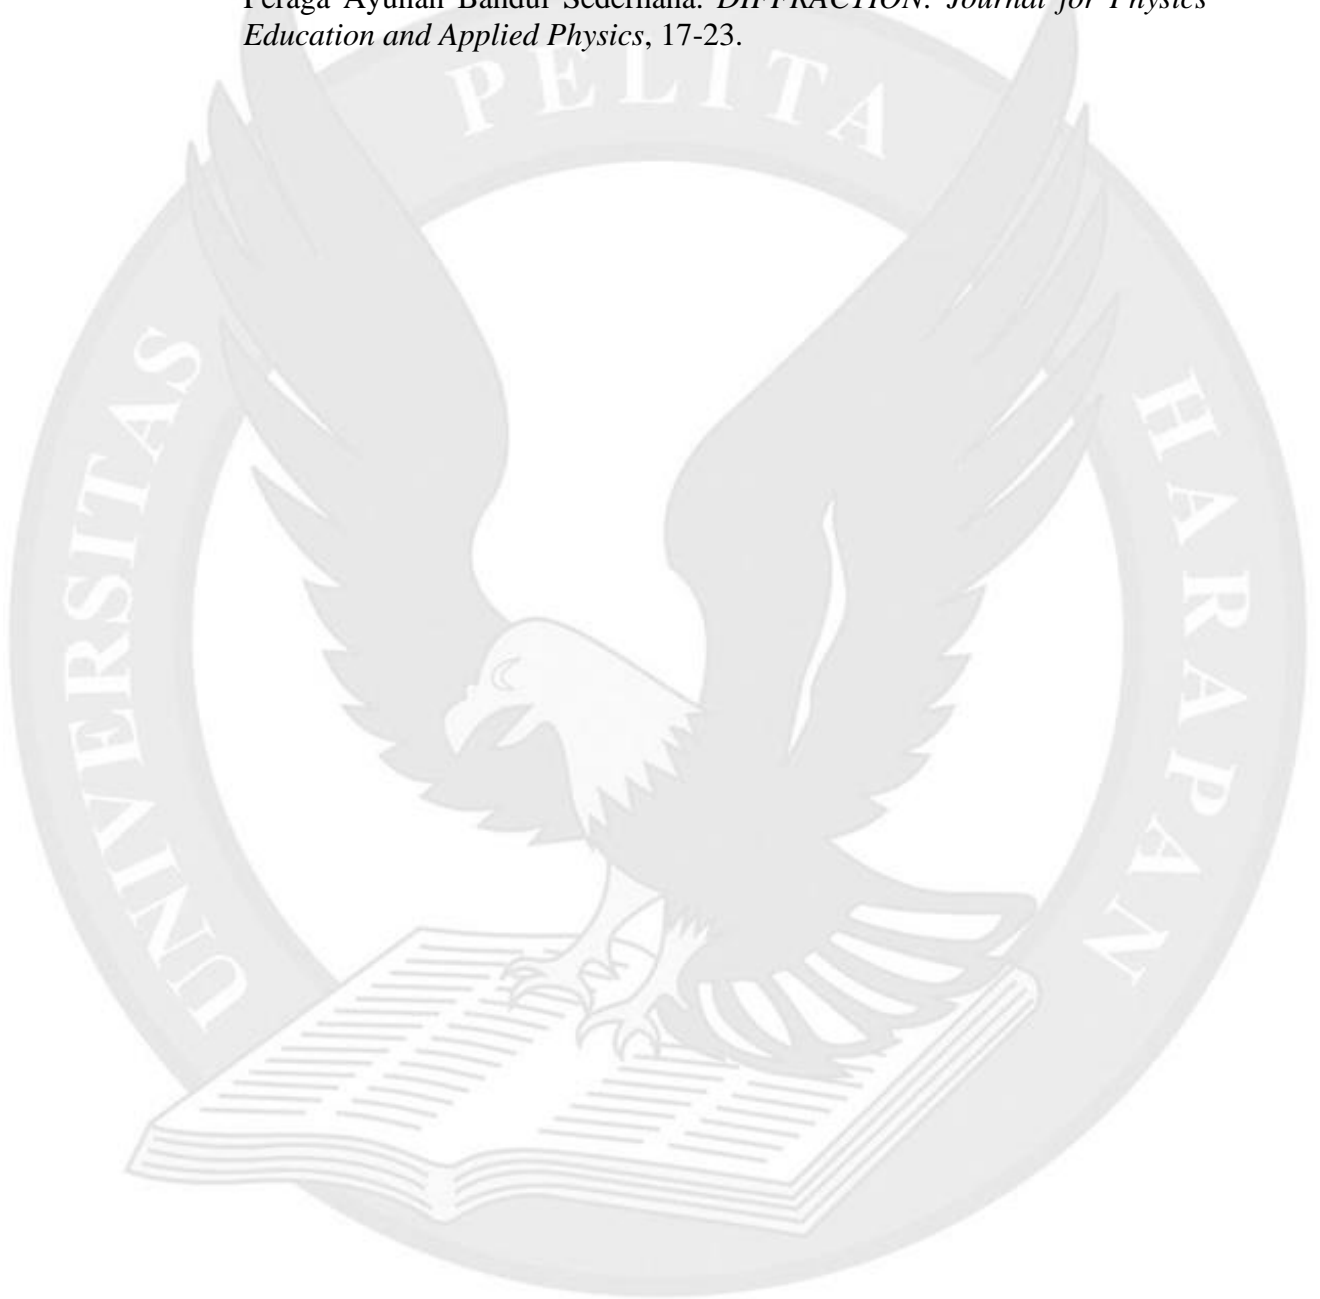 Peraga Ayunan Bandul Sederhana. DIFFRACTION: Journal for Physics
Education and Applied Physics, 17-23.
PELITA
UNIVERSITAS
HARAPAN